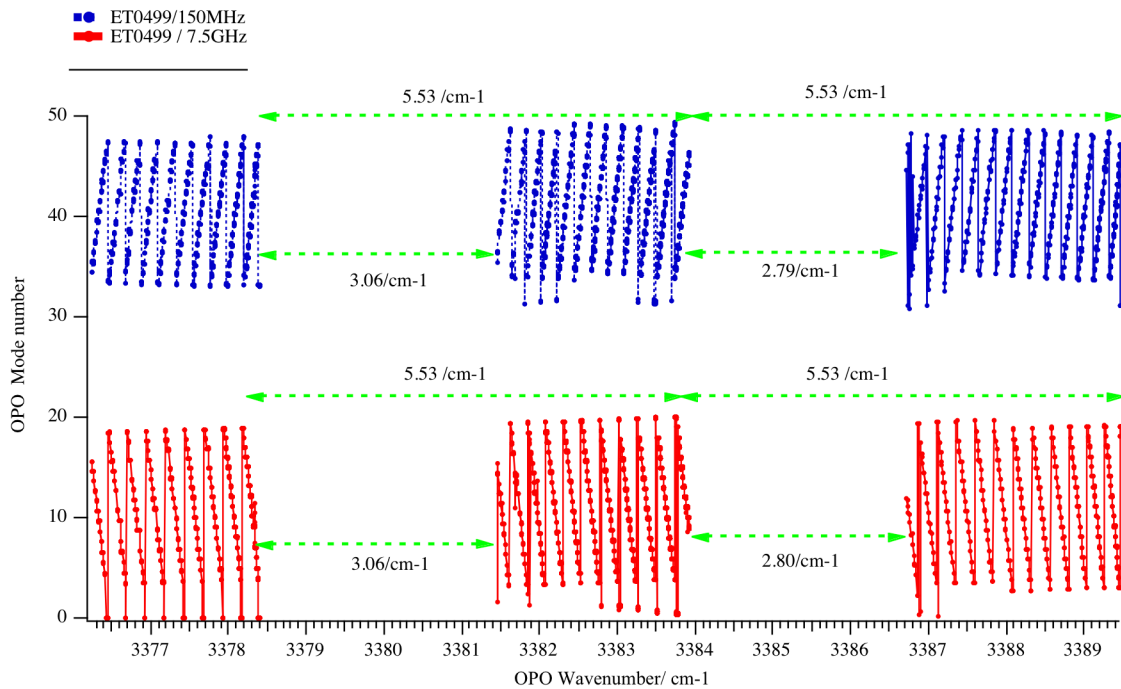 ET0499/150MHz
ET0499 / 7.5GHz
5.53 /cm-1
5.53 /cm-1
50
40
3.06/cm-1
2.79/cm-1
30
OPO Mode number
5.53 /cm-1
5.53 /cm-1
20
10
3.06/cm-1
2.80/cm-1
0
3377 3378 3379 3380 3381 3382 3383 3384 3385 3386 3387 3388 3389
OPO Wavenumber/ cm-1